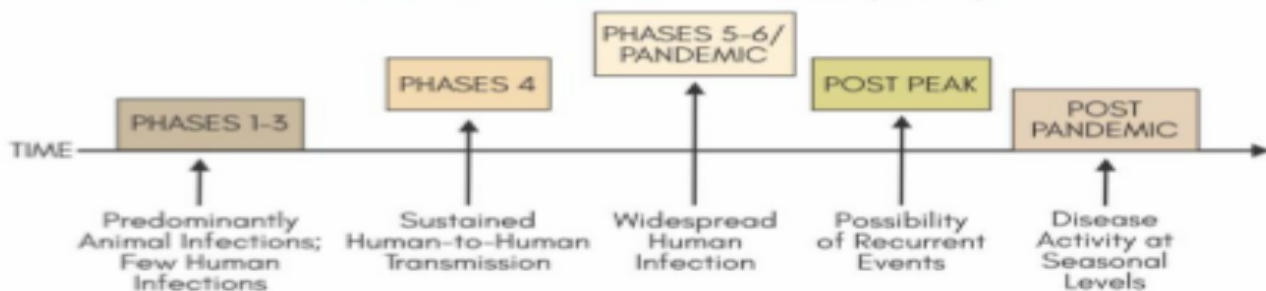 PHASES 5-6/
PANDEMIC
PHASES 4
POST PEAK
PHASES 1-3
POST
PANDEMIC
TIME
Predominantly
Animal Infections;
Few Human
Infections
Sustained
Human-to-Human
Transmission
Widespread
Human
Infection
Possibility
of Recurrent
Events
Disease
Activity at
Seasonal
Levels